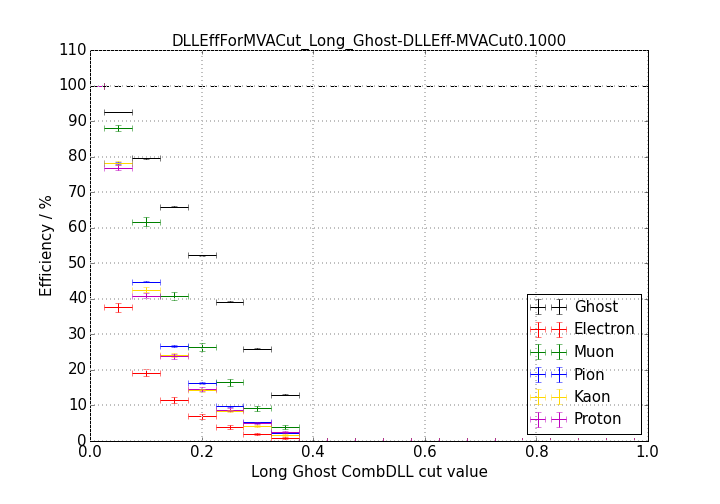 DLLEffForMVACut_Long_Ghost-DLLEff-MVACut0.1000
110
100
90
80
70
60
50
40
30
20
10
0
Efficiency / %
Ghost
Electron
Muon
Pion
Kaon
Proton
0.0 0.2 0.4 0.6 0.8 1.0
Long Ghost CombDLL cut value